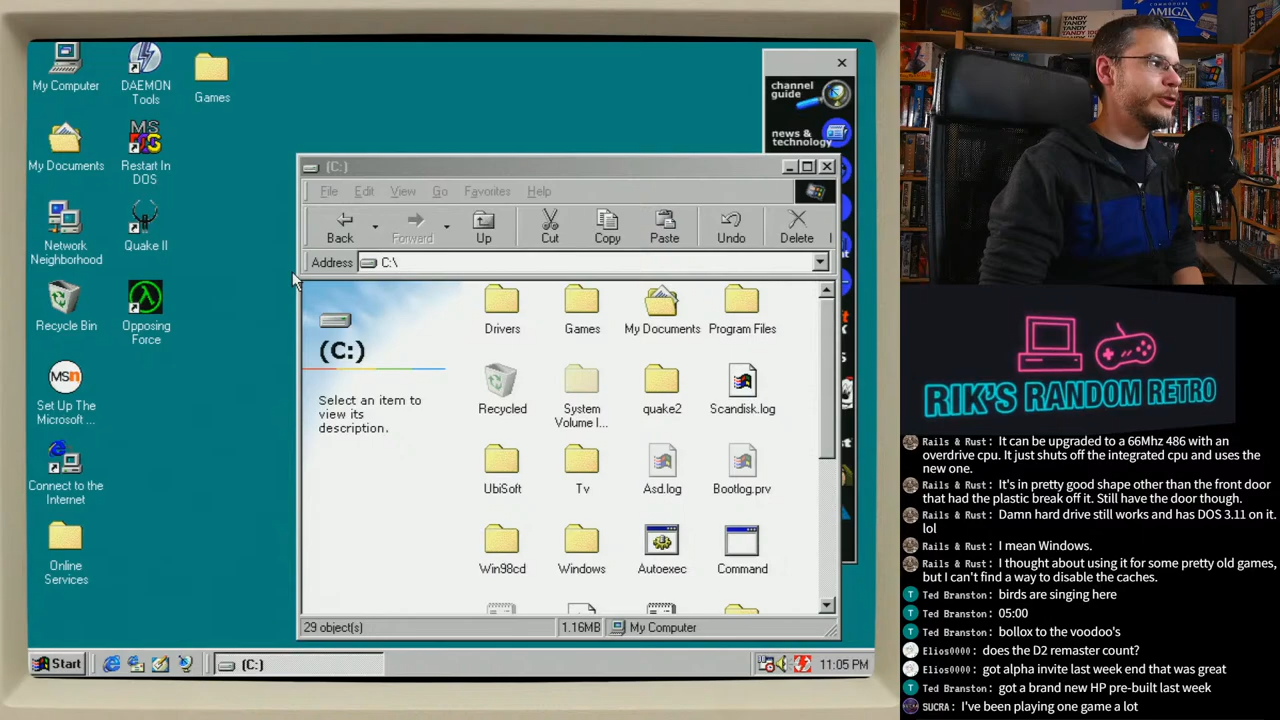 My Computer
DAEMON
Tools
Games
My Documents
MS
Restart In
DOS
Network
Neighborhood
Quake II
Recycle Bin
Opposing
Force
MSn
Set Up The
Microsoft ...
Connect to the
Internet
Online
Services
channel
guide
news &
technology
(C:)
File Edit View Go Favorites Help
Back Forward Up Cut Copy Paste Undo Delete
Address C:\
(C:)
Select an item to
view its
description.
Drivers Games My Documents Program Files
Recycled System
Volume I... quake2 Scandisk.log
UbiSoft Tv Asd.log Bootlog.prv
Win98cd Windows Autoexec Command
29 object(s) 1.16MB My Computer
Start (C:) 11:05 PM
TANDY
TANDY
COMMODORE
AMIGA
RIK'S RANDOM RETRO
Rails & Rust: It can be upgraded to a 66Mhz 486 with an
overdrive cpu. It just shuts off the integrated cpu and uses the
new one.
Rails & Rust: It's in pretty good shape other than the front door
that had the plastic break off it. Still have the door though.
Rails & Rust: Damn hard drive still works and has DOS 3.11 on it.
lol
Rails & Rust: I mean Windows.
Rails & Rust: I thought about using it for some pretty old games,
but I can't find a way to disable the caches.
Ted Branston: birds are singing here
Ted Branston: 05:00
Ted Branston: bollox to the voodoo's
Elios0000: does the D2 remaster count?
Elios0000: got alpha invite last week end that was great
Ted Branston: got a brand new HP pre-built last week
SUCRA: I've been playing one game a lot